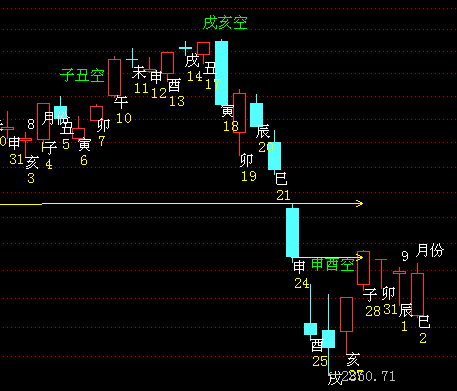 戌亥空
子丑空
申酉空
8
月
9 月份
申
31
亥
3
子
4
丑
5
寅
6
卯
7
午
10
未
11
申
12
酉
13
戌
14
丑
17
寅
18
卯
19
辰
20
巳
21
申
24
酉
25
戌
亥
27
子
28
卯
31
辰
1
巳
2